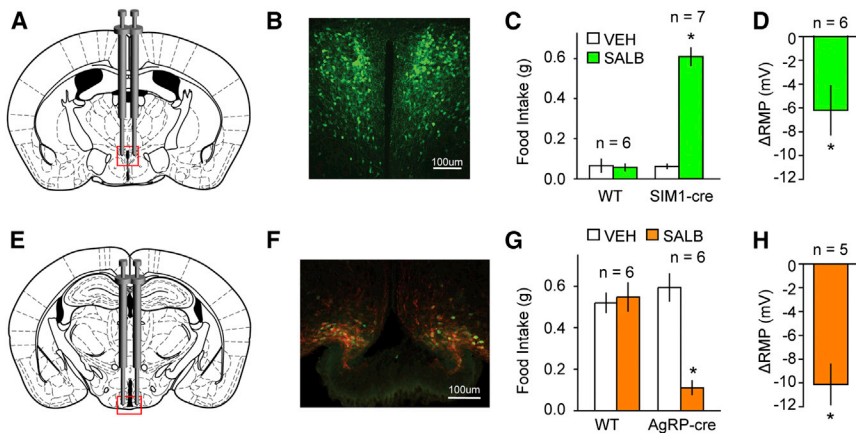 A
B
C
D
n = 7
n = 6
VEH
SALB
*
Food Intake (g)
0.6
0.4
0.2
0.0
n = 6
WT
SIM1-cre
ΔRMP (mV)
0
-2
-4
-6
-8
-10
-12
*
100um
E
F
G
H
VEH
SALB
n = 5
n = 6
n = 6
Food Intake (g)
0.6
0.4
0.2
0.0
*
WT
AgRP-cre
ΔRMP (mV)
0
-2
-4
-6
-8
-10
-12
*
100um